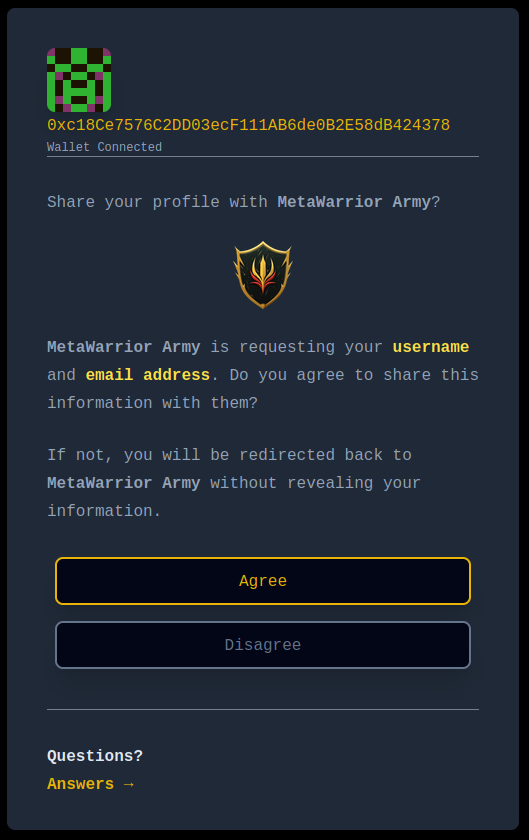 0xc18Ce7576C2DD03ecF111AB6de0B2E58dB424378
Wallet Connected
Share your profile with MetaWarrior Army?
MetaWarrior Army is requesting your username
and email address. Do you agree to share this
information with them?
If not, you will be redirected back to
MetaWarrior Army without revealing your
information.
Agree
Disagree
Questions?
Answers →